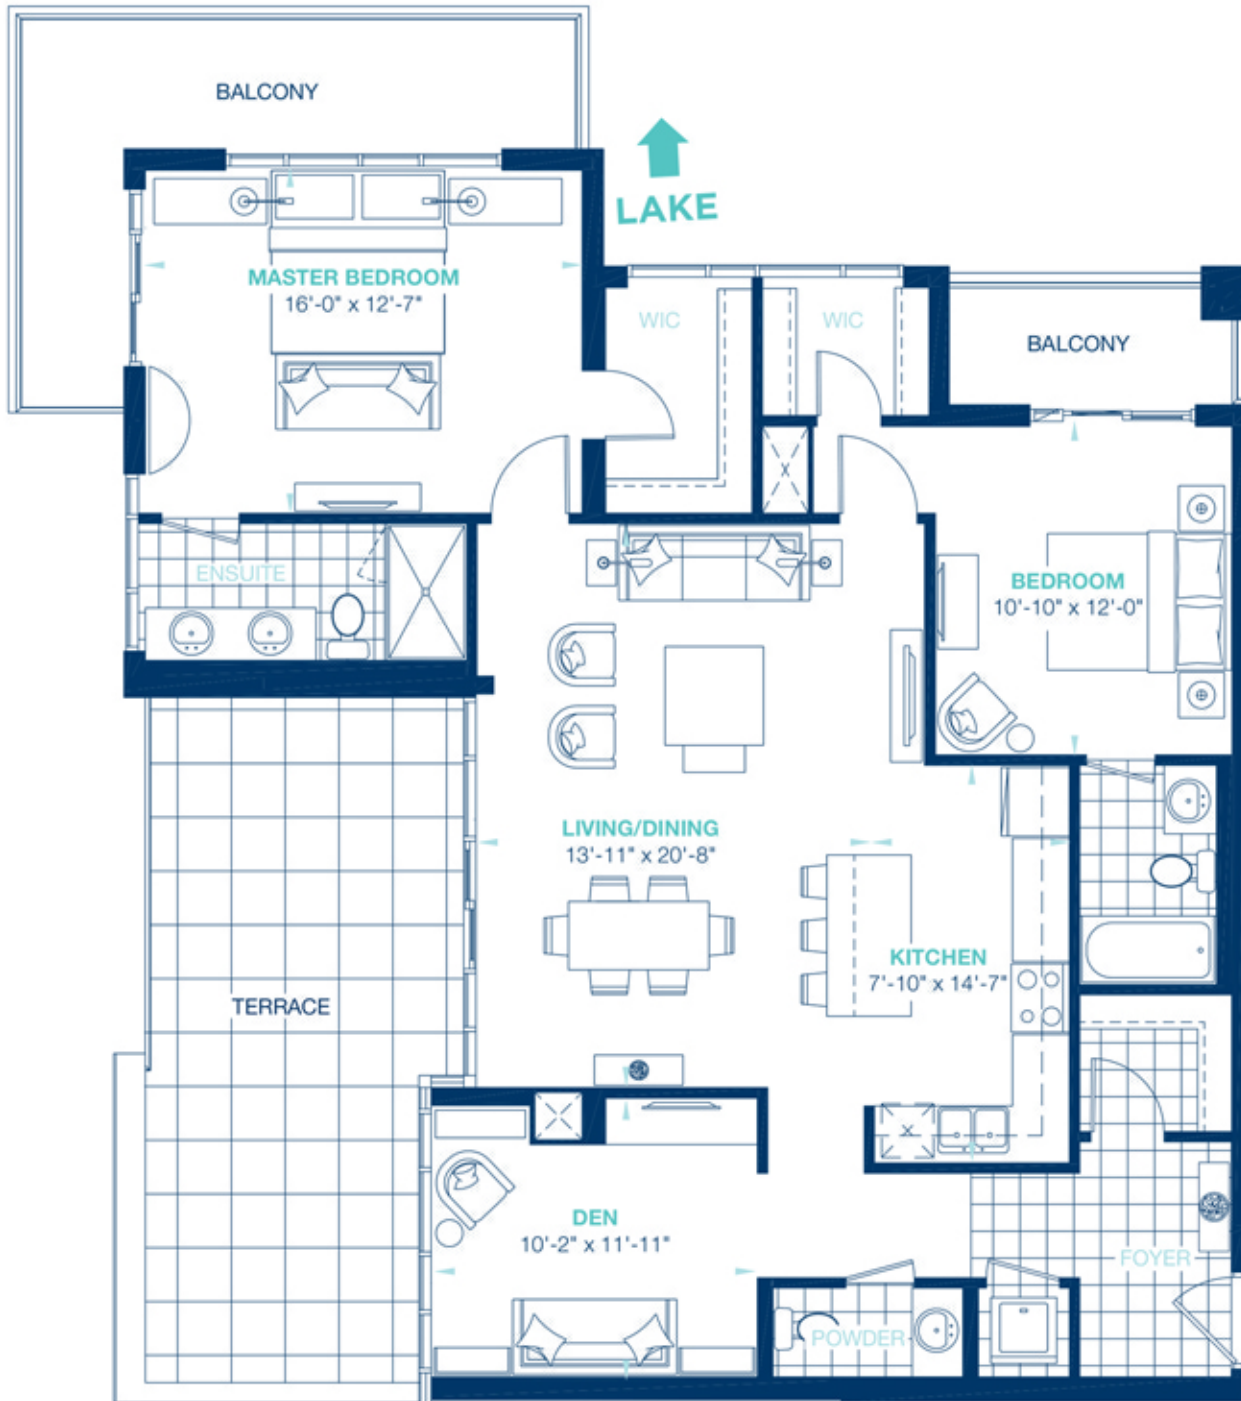 BALCONY
LAKE
MASTER BEDROOM
16'-0" x 12'-7"
WIC
WIC
BALCONY
ENSUITE
BEDROOM
10'-10" x 12'-0"
LIVING/DINING
13'-11" x 20'-8"
KITCHEN
7'-10" x 14'-7"
TERRACE
DEN
10'-2" x 11'-11"
FOYER
POWDER